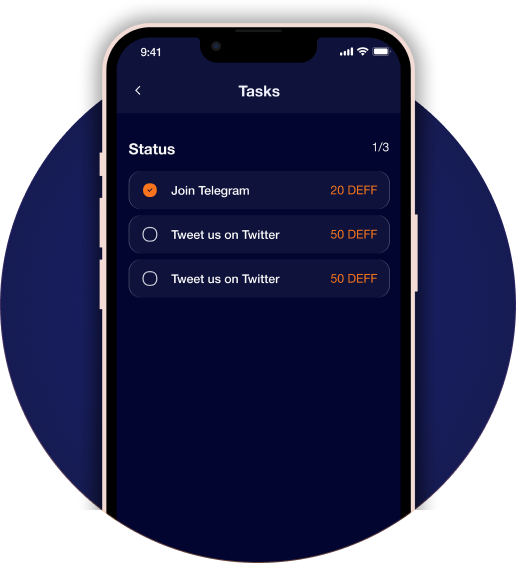 9:41
Tasks
Status 1/3
Join Telegram 20 DEFF
Tweet us on Twitter 50 DEFF
Tweet us on Twitter 50 DEFF